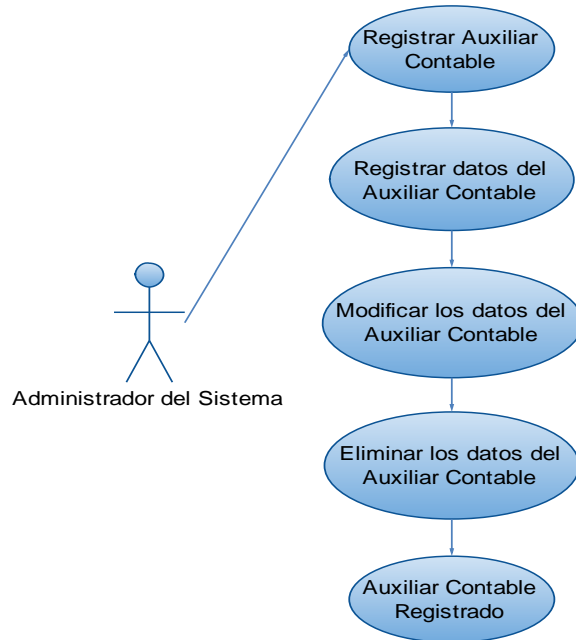 Registrar Auxiliar
Contable
Registrar datos del
Auxiliar Contable
Modificar los datos del
Auxiliar Contable
Administrador del Sistema
Eliminar los datos del
Auxiliar Contable
Auxiliar Contable
Registrado